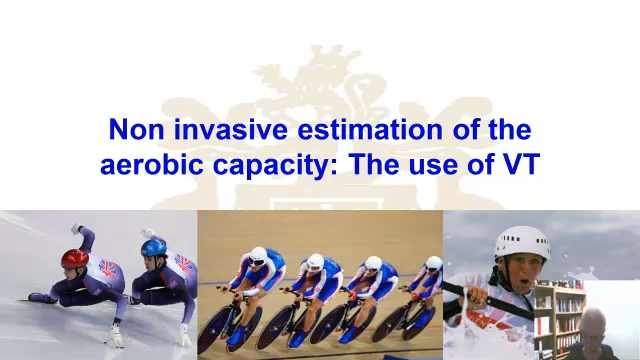 Non invasive estimation of the
aerobic capacity: The use of VT